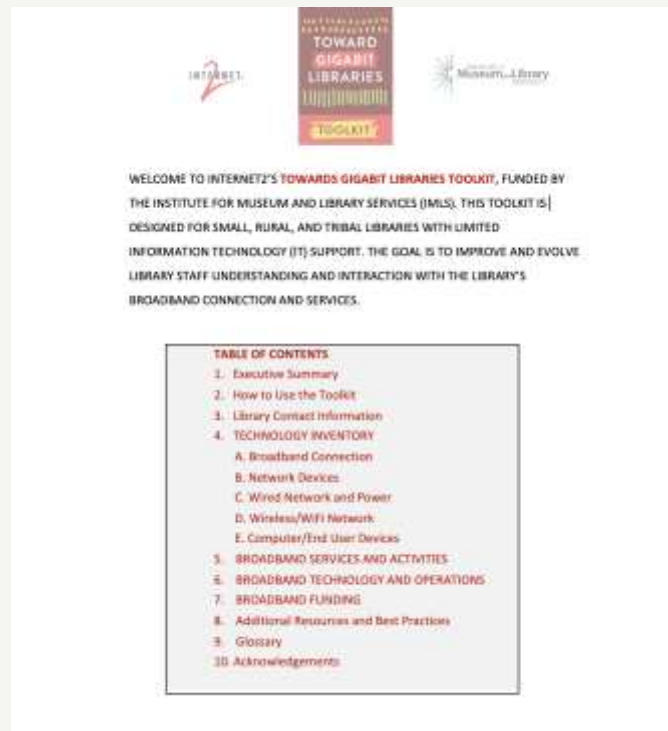 INTERNET
2
TOWARD
GIGABIT
LIBRARIES
TOOLKIT
Museum and Library
WELCOME TO INTERNET2'S TOWARDS GIGABIT LIBRARIES TOOLKIT, FUNDED BY
THE INSTITUTE FOR MUSEUM AND LIBRARY SERVICES (IMLS). THIS TOOLKIT IS
DESIGNED FOR SMALL, RURAL, AND TRIBAL LIBRARIES WITH LIMITED
INFORMATION TECHNOLOGY (IT) SUPPORT. THE GOAL IS TO IMPROVE AND EVOLVE
LIBRARY STAFF UNDERSTANDING AND INTERACTION WITH THE LIBRARY'S
BROADBAND CONNECTION AND SERVICES.
TABLE OF CONTENTS
1. Executive Summary
2. How to Use the Toolkit
3. Library Contact Information
4. TECHNOLOGY INVENTORY
A. Broadband Connection
B. Network Devices
C. Wired Network and Power
D. Wireless/WiFi Network
E. Computer/End User Devices
5. BROADBAND SERVICES AND ACTIVITIES
6. BROADBAND TECHNOLOGY AND OPERATIONS
7. BROADBAND FUNDING
8. Additional Resources and Best Practices
9. Glossary
10. Acknowledgements